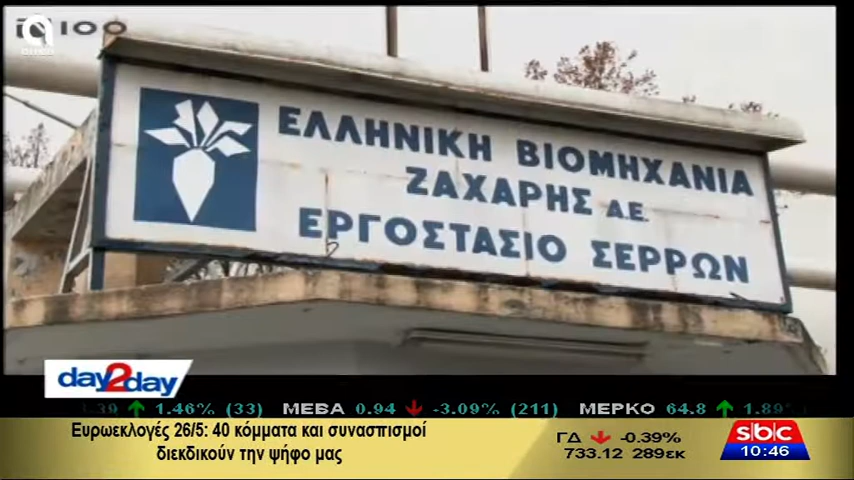 100
ΕΛΛΗΝΙΚΗ ΒΙΟΜΗΧΑΝΙΑ
ΖΑΧΑΡΗΣ Α.Ε.
ΕΡΓΟΣΤΑΣΙΟ ΣΕΡΡΩΝ
day2day
1.46% (33) ΜΕΒΑ 0.94 -3.09% (211) ΜΕΡΚΟ 64.8
Ευρωεκλογές 26/5: 40 κόμματα και συνασπισμοί
διεκδικούν την ψήφο μας
ΓΔ -0.39%
733.12 289εκ
sbc
10:46